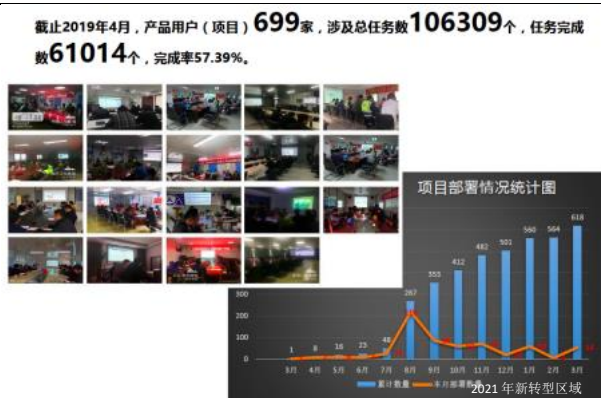 截止2019年4月，产品用户（项目）699家，涉及总任务数106309个，任务完成
数61014个，完成率57.39%。
项目部署情况统计图
618
560 564
482 501
412
353
267
300
200
100
0
1 8 16 23 48
3月 4月 5月 6月 7月 8月 9月 10月 11月 12月 1月 2月 3月
累计数量 本月部署数量
2021 年新转型区域